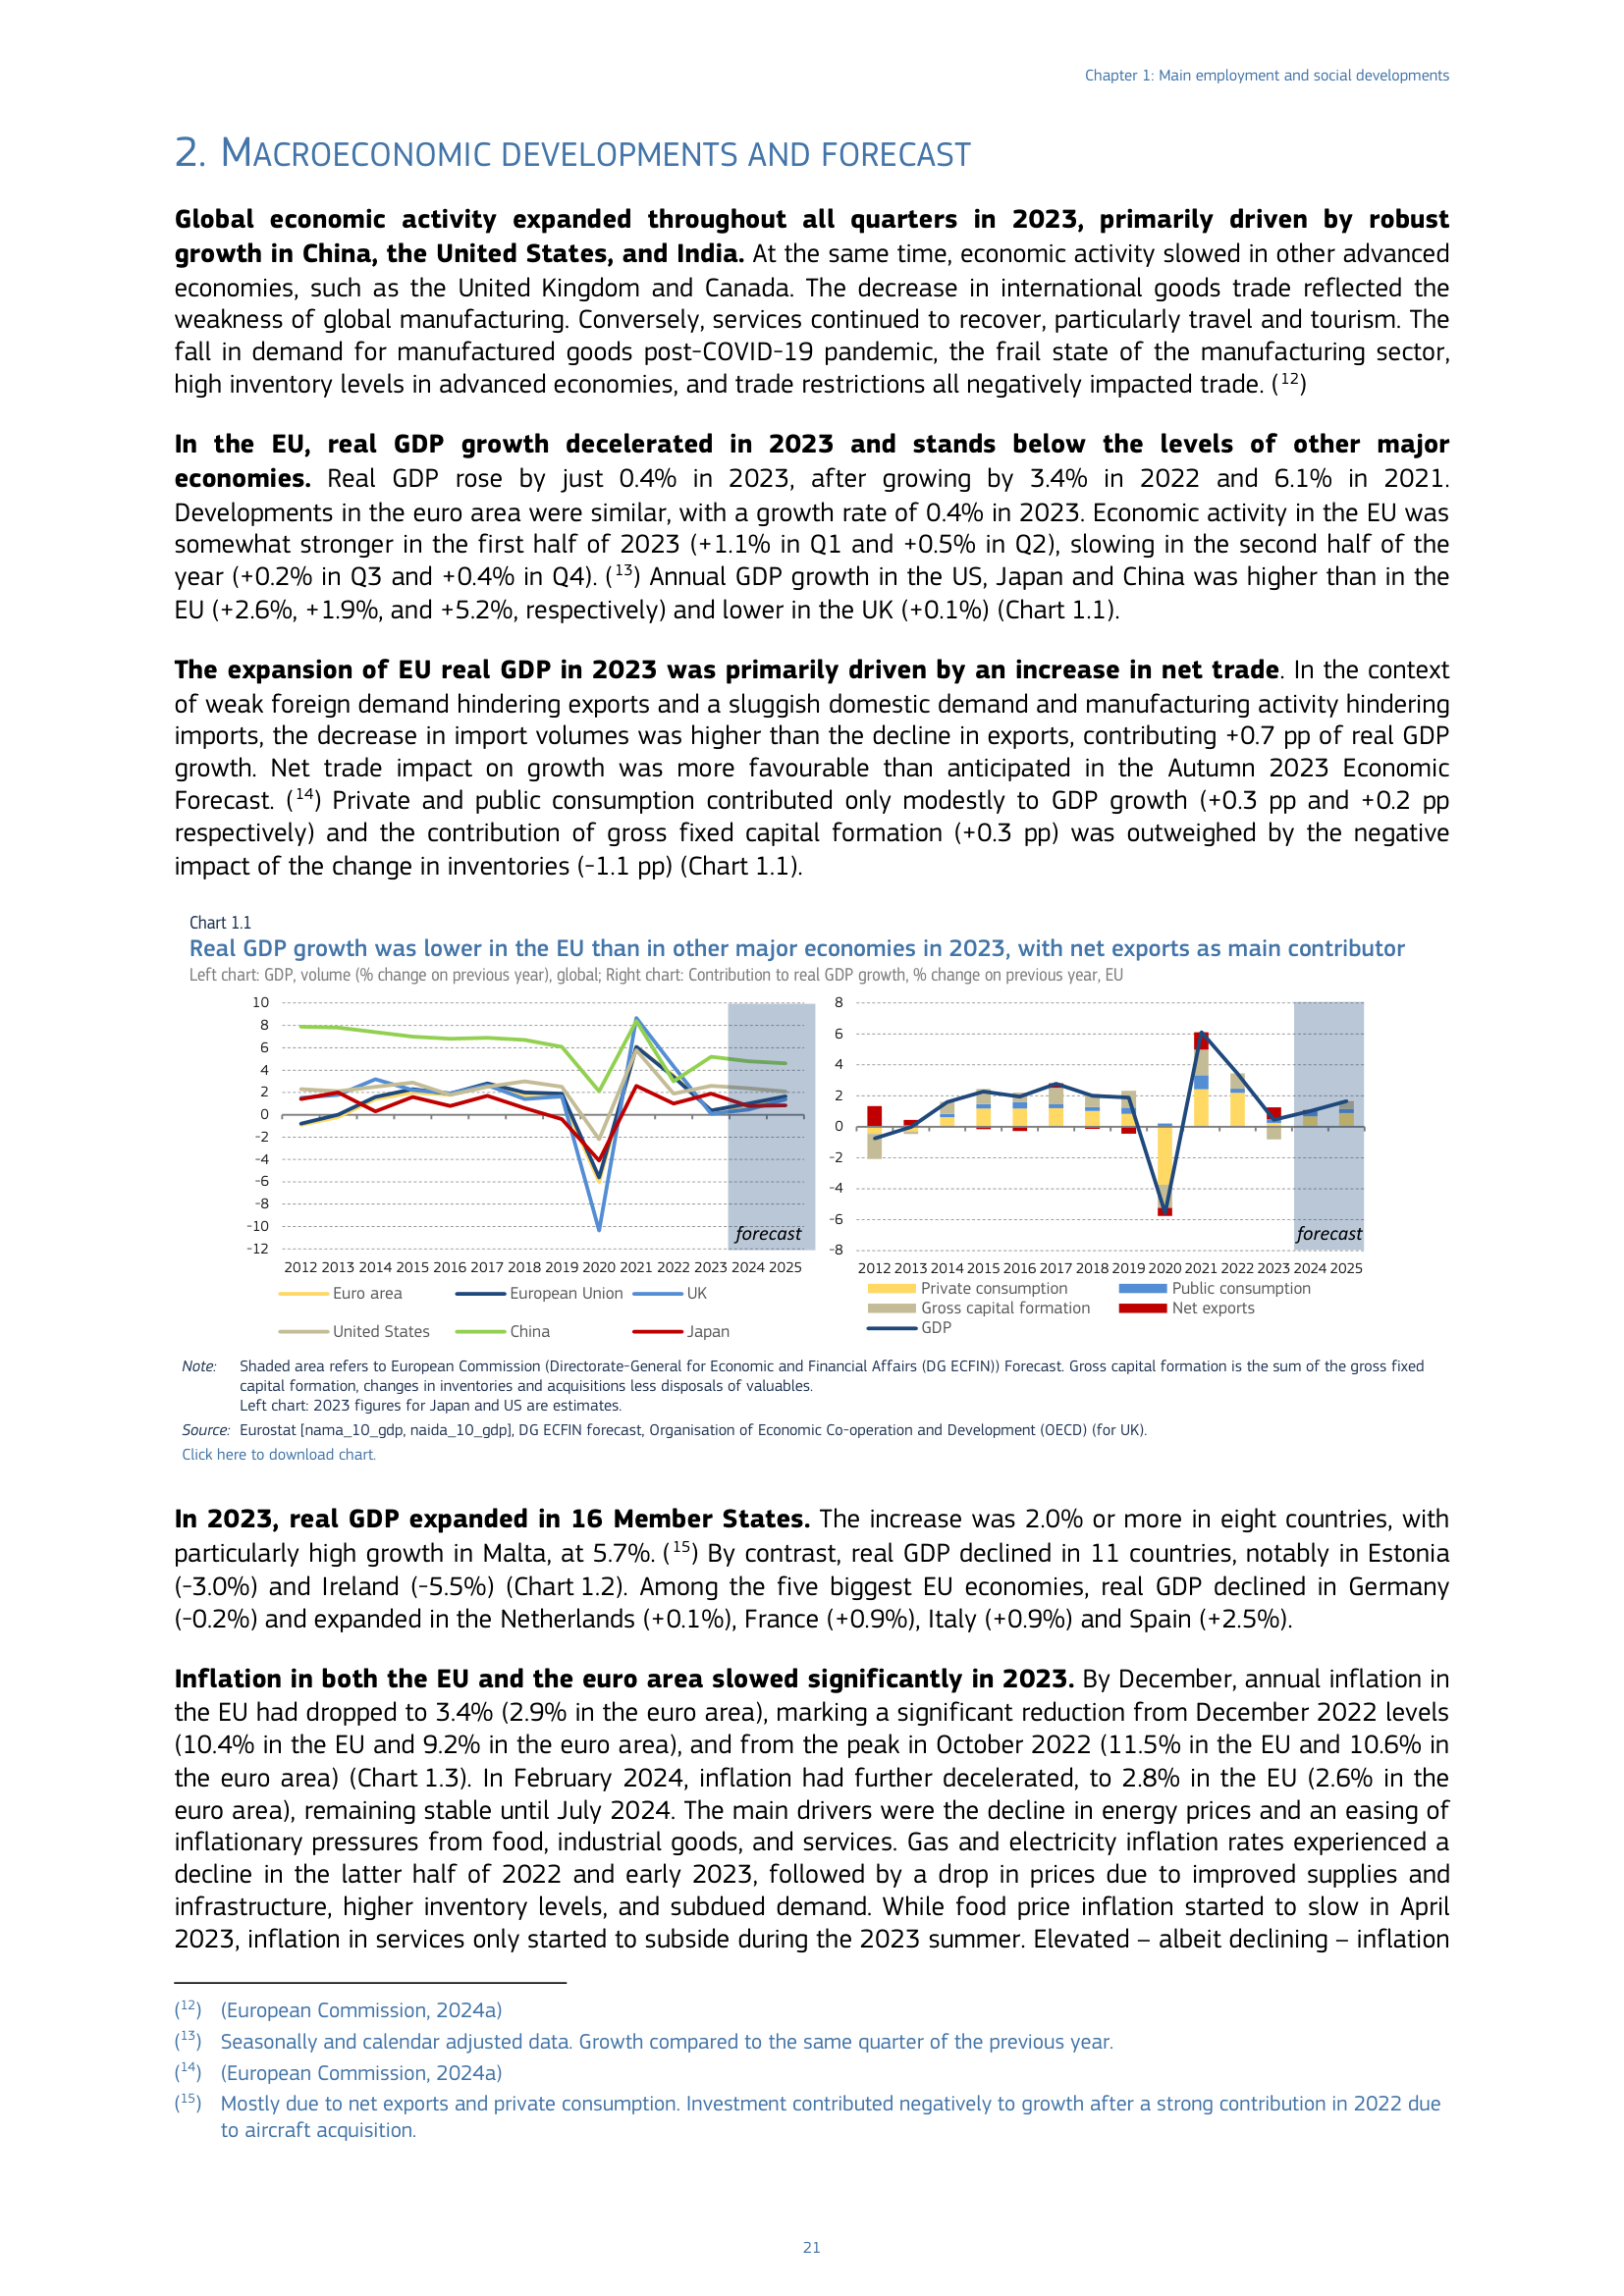 Chapter 1: Main employment and social developments
2. MACROECONOMIC DEVELOPMENTS AND FORECAST
Global economic activity expanded throughout all quarters in 2023, primarily driven by robust
growth in China, the United States, and India. At the same time, economic activity slowed in other advanced
economies, such as the United Kingdom and Canada. The decrease in international goods trade reflected the
weakness of global manufacturing. Conversely, services continued to recover, particularly travel and tourism. The
fall in demand for manufactured goods post-COVID-19 pandemic, the frail state of the manufacturing sector,
high inventory levels in advanced economies, and trade restrictions all negatively impacted trade. (12)
In the EU, real GDP growth decelerated in 2023 and stands below the levels of other major
economies. Real GDP rose by just 0.4% in 2023, after growing by 3.4% in 2022 and 6.1% in 2021.
Developments in the euro area were similar, with a growth rate of 0.4% in 2023. Economic activity in the EU was
somewhat stronger in the first half of 2023 (+1.1% in Q1 and +0.5% in Q2), slowing in the second half of the
year (+0.2% in Q3 and +0.4% in Q4). (13) Annual GDP growth in the US, Japan and China was higher than in the
EU (+2.6%, +1.9%, and +5.2%, respectively) and lower in the UK (+0.1%) (Chart 1.1).
The expansion of EU real GDP in 2023 was primarily driven by an increase in net trade. In the context
of weak foreign demand hindering exports and a sluggish domestic demand and manufacturing activity hindering
imports, the decrease in import volumes was higher than the decline in exports, contributing +0.7 pp of real GDP
growth. Net trade impact on growth was more favourable than anticipated in the Autumn 2023 Economic
Forecast. (14) Private and public consumption contributed only modestly to GDP growth (+0.3 pp and +0.2 pp
respectively) and the contribution of gross fixed capital formation (+0.3 pp) was outweighed by the negative
impact of the change in inventories (-1.1 pp) (Chart 1.1).
Chart 1.1
Real GDP growth was lower in the EU than in other major economies in 2023, with net exports as main contributor
Left chart: GDP, volume (% change on previous year), global; Right chart: Contribution to real GDP growth, % change on previous year, EU
10
8
6
4
2
0
-2
-4
-6
-8
-10
-12
forecast
2012 2013 2014 2015 2016 2017 2018 2019 2020 2021 2022 2023 2024 2025
Euro area European Union UK
United States China Japan
8
6
4
2
0
-2
-4
-6
-8
forecast
2012 2013 2014 2015 2016 2017 2018 2019 2020 2021 2022 2023 2024 2025
Private consumption Public consumption
Gross capital formation Net exports
GDP
Note: Shaded area refers to European Commission (Directorate-General for Economic and Financial Affairs (DG ECFIN)) Forecast. Gross capital formation is the sum of the gross fixed
capital formation, changes in inventories and acquisitions less disposals of valuables.
Left chart: 2023 figures for Japan and US are estimates.
Source: Eurostat [nama_10_gdp, naida_10_gdp], DG ECFIN forecast, Organisation of Economic Co-operation and Development (OECD) (for UK).
Click here to download chart.
In 2023, real GDP expanded in 16 Member States. The increase was 2.0% or more in eight countries, with
particularly high growth in Malta, at 5.7%. (15) By contrast, real GDP declined in 11 countries, notably in Estonia
(-3.0%) and Ireland (-5.5%) (Chart 1.2). Among the five biggest EU economies, real GDP declined in Germany
(-0.2%) and expanded in the Netherlands (+0.1%), France (+0.9%), Italy (+0.9%) and Spain (+2.5%).
Inflation in both the EU and the euro area slowed significantly in 2023. By December, annual inflation in
the EU had dropped to 3.4% (2.9% in the euro area), marking a significant reduction from December 2022 levels
(10.4% in the EU and 9.2% in the euro area), and from the peak in October 2022 (11.5% in the EU and 10.6% in
the euro area) (Chart 1.3). In February 2024, inflation had further decelerated, to 2.8% in the EU (2.6% in the
euro area), remaining stable until July 2024. The main drivers were the decline in energy prices and an easing of
inflationary pressures from food, industrial goods, and services. Gas and electricity inflation rates experienced a
decline in the latter half of 2022 and early 2023, followed by a drop in prices due to improved supplies and
infrastructure, higher inventory levels, and subdued demand. While food price inflation started to slow in April
2023, inflation in services only started to subside during the 2023 summer. Elevated – albeit declining – inflation
(12) (European Commission, 2024a)
(13) Seasonally and calendar adjusted data. Growth compared to the same quarter of the previous year.
(14) (European Commission, 2024a)
(15) Mostly due to net exports and private consumption. Investment contributed negatively to growth after a strong contribution in 2022 due
to aircraft acquisition.
21